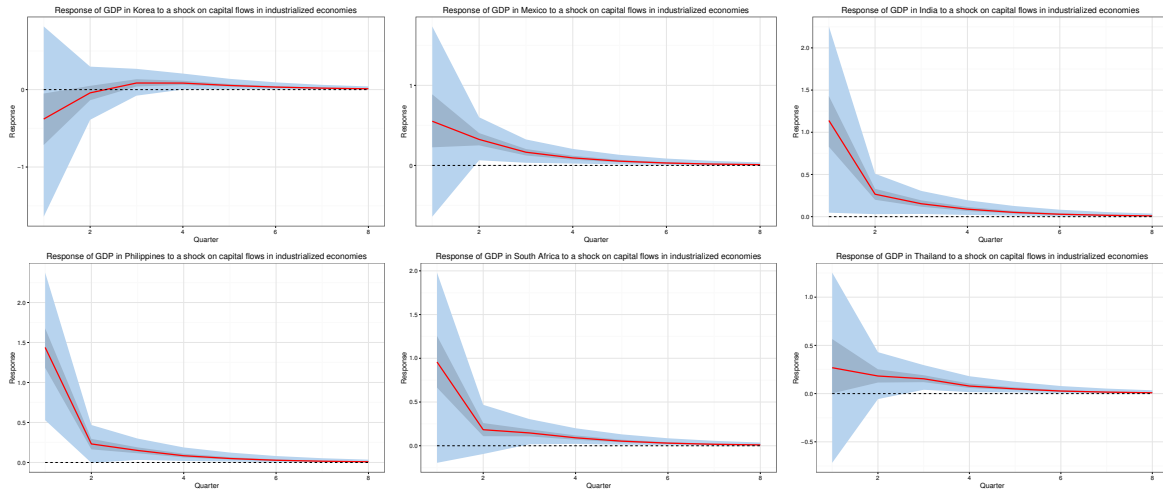 Response of GDP in Korea to a shock on capital flows in industrialized economies
Response
0
−1
2
4
6
8
Quarter
Response of GDP in Mexico to a shock on capital flows in industrialized economies
Response
1
0
2
4
6
8
Quarter
Response of GDP in India to a shock on capital flows in industrialized economies
Response
2.0
1.5
1.0
0.5
0.0
2
4
6
8
Quarter
Response of GDP in Philippines to a shock on capital flows in industrialized economies
Response
2.0
1.5
1.0
0.5
0.0
2
4
6
8
Quarter
Response of GDP in South Africa to a shock on capital flows in industrialized economies
Response
2.0
1.5
1.0
0.5
0.0
2
4
6
8
Quarter
Response of GDP in Thailand to a shock on capital flows in industrialized economies
Response
1.0
0.5
0.0
−0.5
2
4
6
8
Quarter